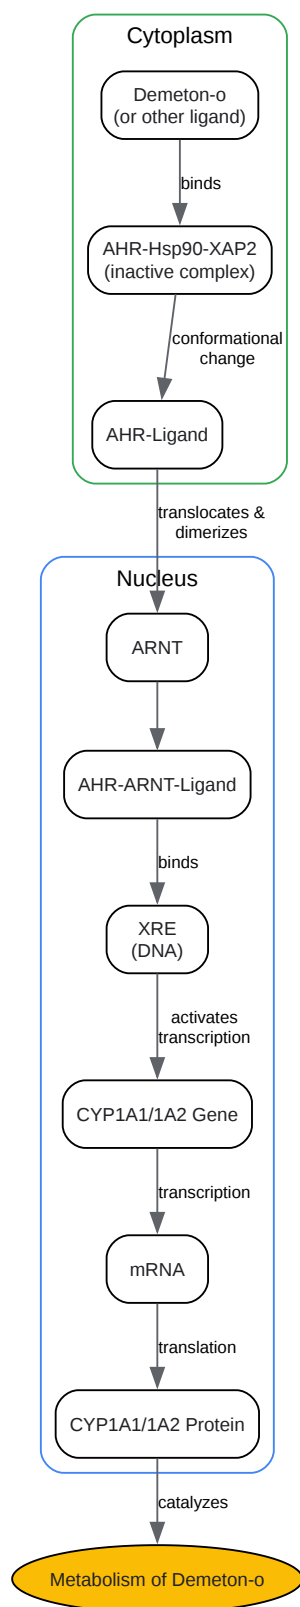 Cytoplasm
Demeton-o
(or other ligand)
binds
AHR-Hsp90-XAP2
(inactive complex)
conformational
change
AHR-Ligand
translocates &
dimerizes
Nucleus
ARNT
AHR-ARNT-Ligand
binds
XRE
(DNA)
activates
transcription
CYP1A1/1A2 Gene
transcription
mRNA
translation
CYP1A1/1A2 Protein
catalyzes
Metabolism of Demeton-o